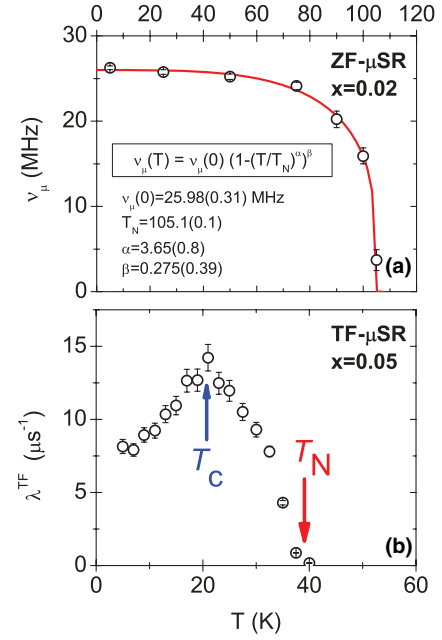 0 20 40 60 80 100 120
30
20
10
0
ν_μ (MHz)
ZF-μSR
x=0.02
ν_μ(T) = ν_μ(0) (1-(T/T_N)^α)^β
ν_μ(0)=25.98(0.31) MHz
T_N=105.1(0.1)
α=3.65(0.8)
β=0.275(0.39)
(a)
15
10
5
0
λ^TF (μs^-1)
TF-μSR
x=0.05
T_C
T_N
(b)
0 20 40 60
T (K)